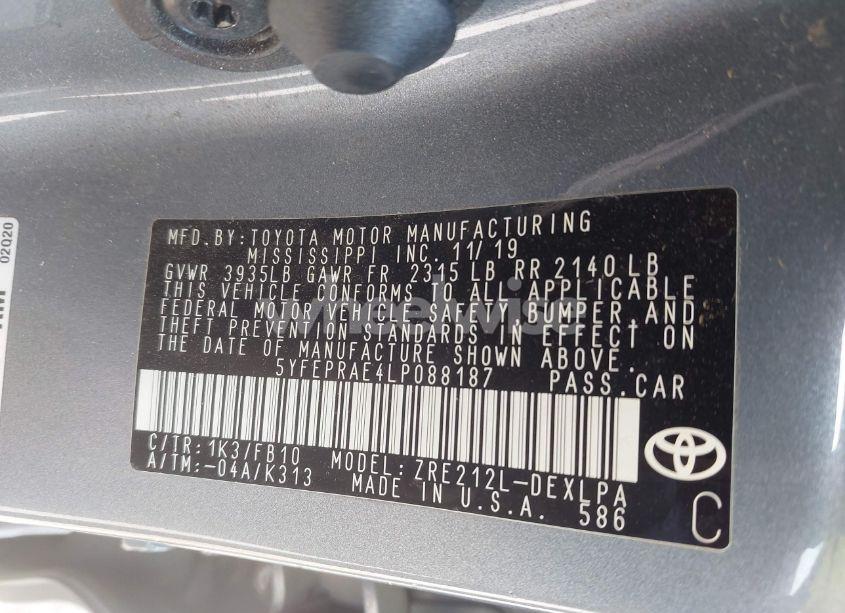 02Q20
MFD.BY:TOYOTA MOTOR MANUFACTURING
MISSISSIPPI INC. 11/19
GVWR 3935LB GAWR FR 2315 LB RR 2140 LB
THIS VEHICLE CONFORMS TO ALL APPLICABLE
FEDERAL MOTOR VEHICLE SAFETY, BUMPER, AND
THEFT PREVENTION STANDARDS IN EFFECT ON
THE DATE OF MANUFACTURE SHOWN ABOVE.
5YFEPRAE4LP088187 PASS.CAR
C/TR: 1K3/FB10 MODEL: ZRE212L-DEXLPA
A/TM:-04A/K313 MADE IN U.S.A. 586
C